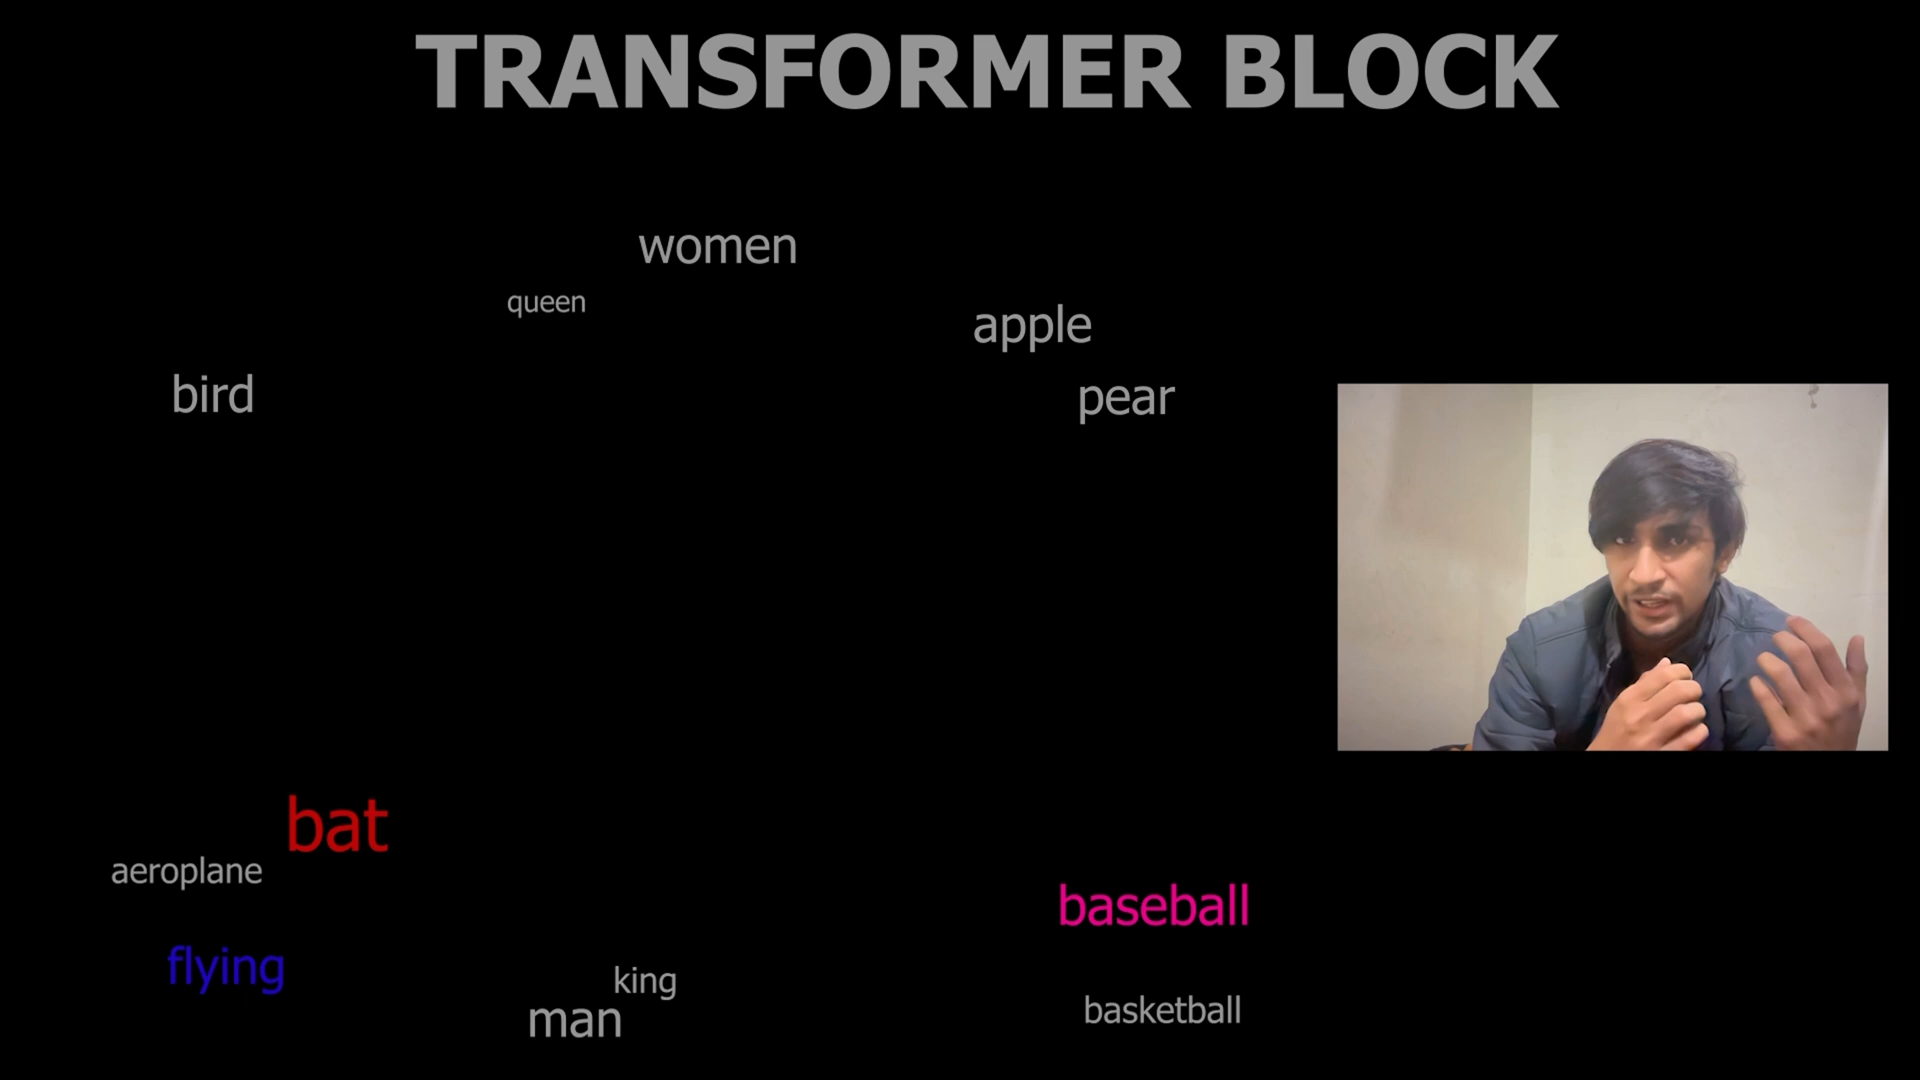 TRANSFORMER BLOCK
women
queen
apple
bird
pear
bat
aeroplane
baseball
flying
king
basketball
man